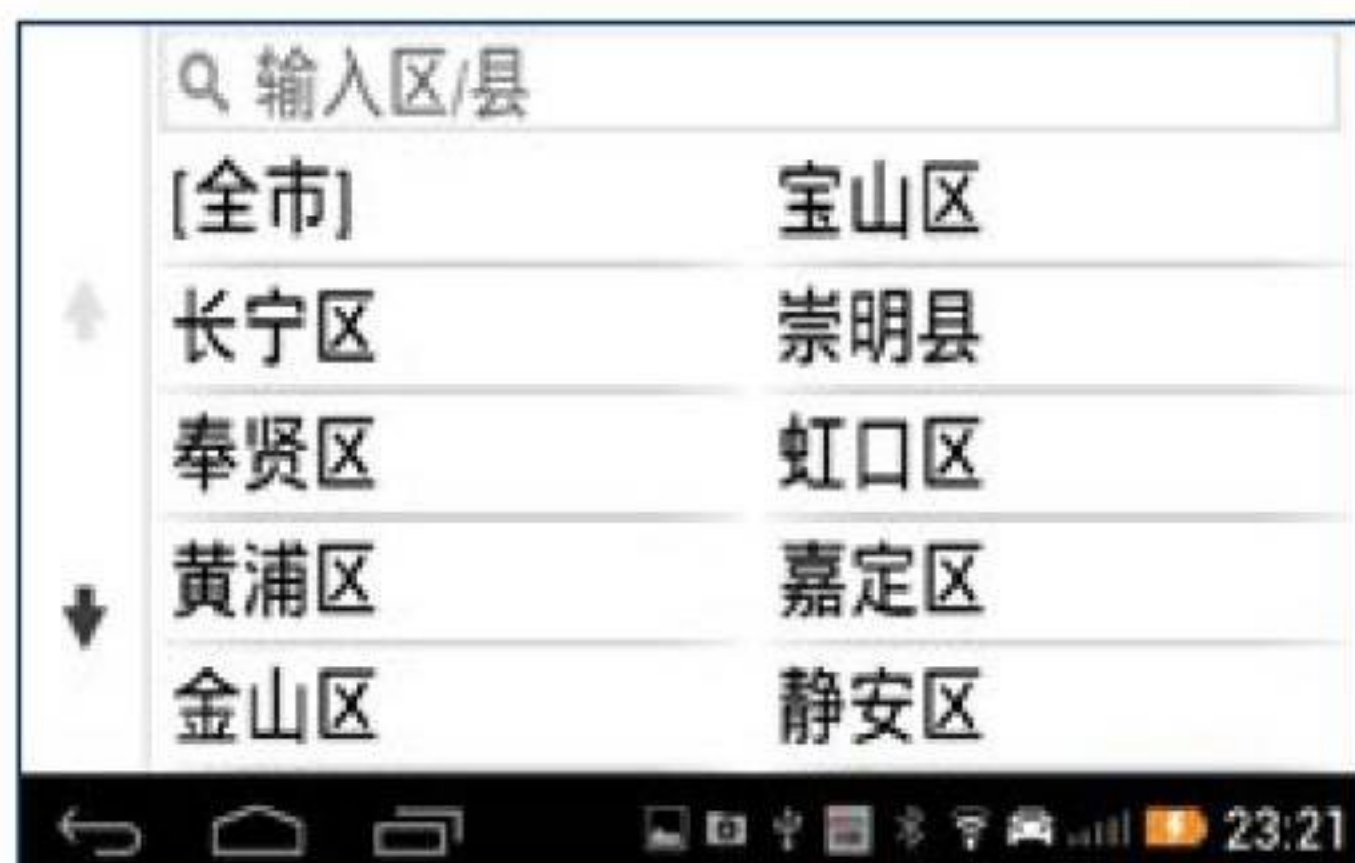 输入区/县
[全市] 宝山区
长宁区 崇明县
奉贤区 虹口区
黄浦区 嘉定区
金山区 静安区
23:21